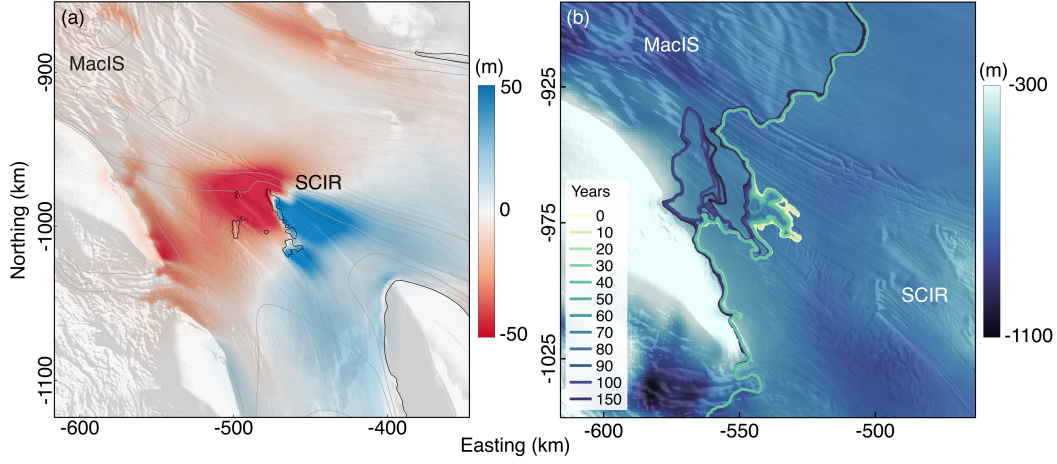 (a)
MacIS
SCIR
-900
-1000
-1100
-600
-500
-400
Northing (km)
(m)
50
0
-50
(b)
MacIS
SCIR
-925
-975
-1025
-600
-550
-500
Years
0
10
20
30
40
50
60
70
80
90
100
150
(m)
-300
-1100
Easting (km)